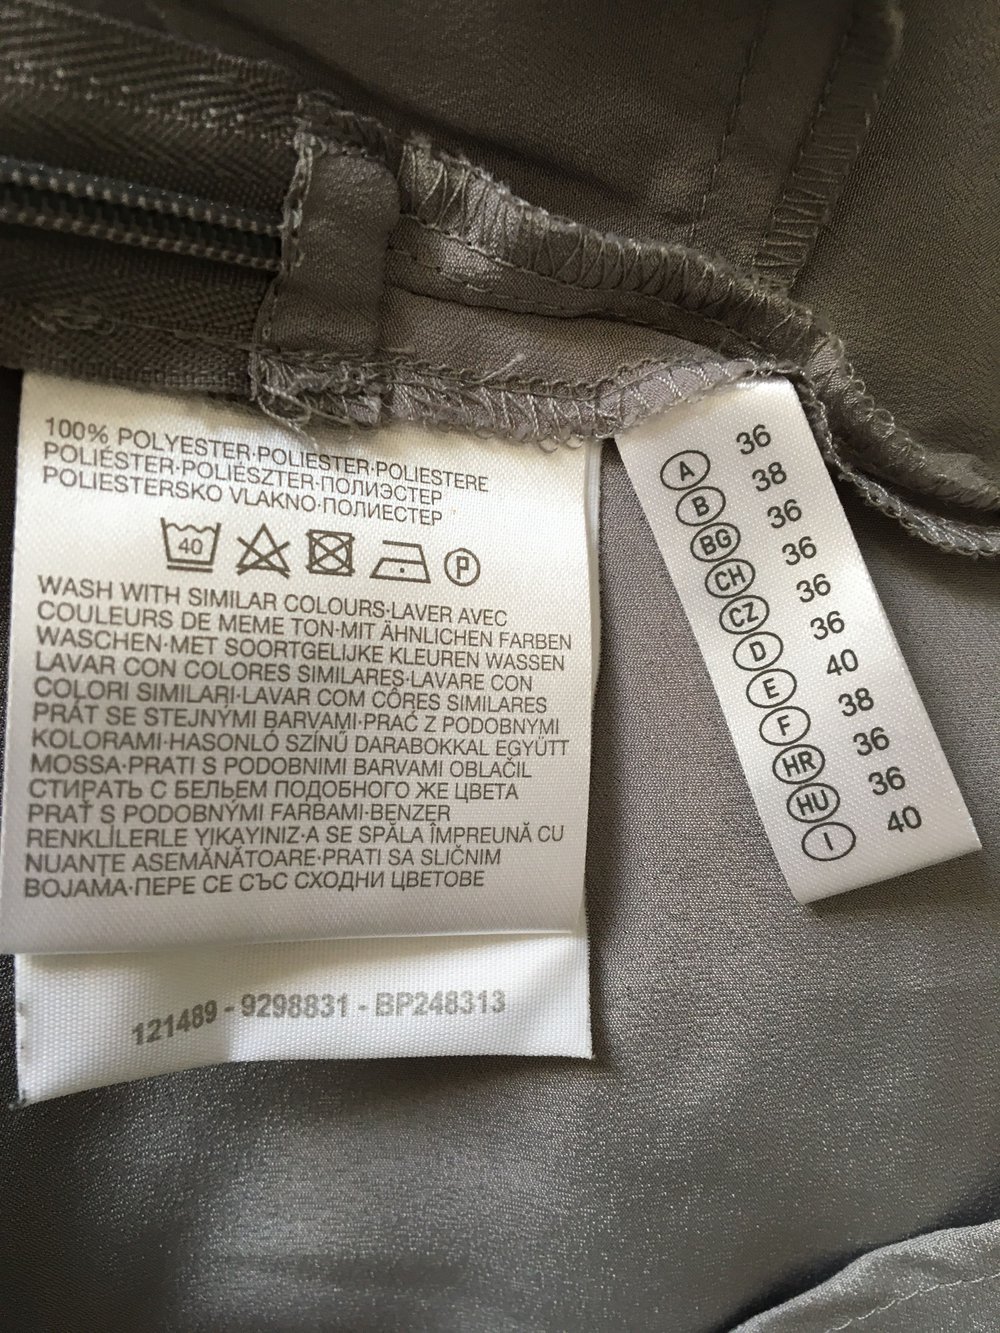 100% POLYESTER·POLIESTER·POLIESTERE
POLIÉSTER·POLIÉSZTER·ПОЛИЭСТЕР
POLIESTERSKO VLAKNO·ПОЛИЕСТЕР
40 P
WASH WITH SIMILAR COLOURS·LAVER AVEC
COULEURS DE MEME TON·MIT ÄHNLICHEN FARBEN
WASCHEN·MET SOORTGELIJKE KLEUREN WASSEN
LAVAR CON COLORES SIMILARES·LAVARE CON
COLORI SIMILARI·LAVAR COM CÓRES SIMILARES
PRÁT SE STEJNÝMI BARVAMI·PRAĆ Z PODOBNYMI
KOLORAMI·HASONLÓ SZÍNŰ DARABOKKAL EGYÜTT
MOSSA·PRATI S PODOBNIMI BARVAMI OBLAČIL
СТИРАТЬ С БЕЛЬЕМ ПОДОБНОГО ЖЕ ЦВЕТА
PRAŤ S PODOBNÝMI FARBAMI·BENZER
RENKLİLERLE YIKAYINIZ·A SE SPĂLA ÎMPREUNĂ CU
NUANŢE ASEMĂNĂTOARE·PRATI SA SLIČNIM
BOJAMA·ПЕРЕ СЕ СЪС СХОДНИ ЦВЕТОВЕ
121489 - 9298831 - BP248313
A 36
B 38
BG 36
CH 36
CZ 36
D 36
E 40
F 38
HR 36
HU 36
I 40